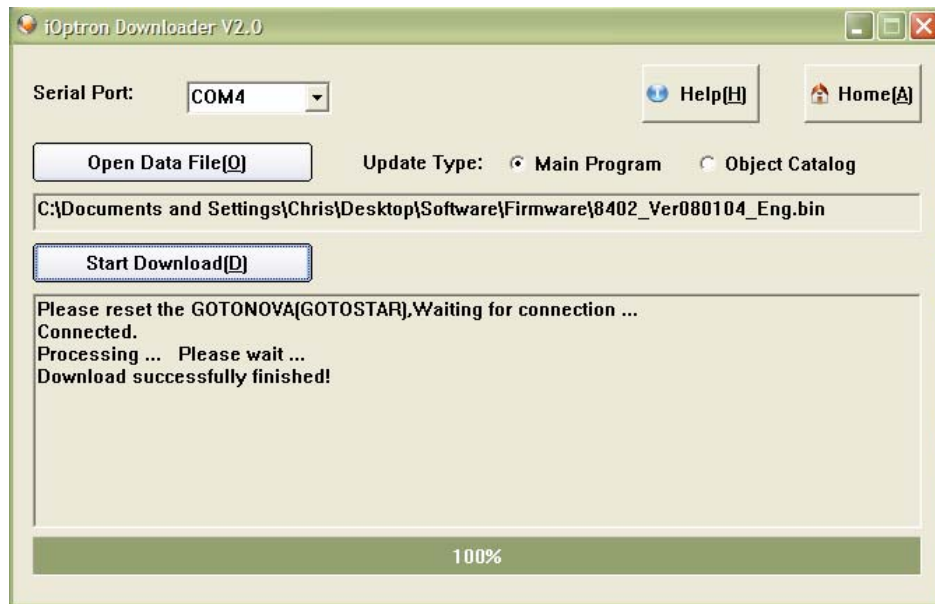 iOptron Downloader V2.0
Serial Port: COM4 Help(H) Home(A)
Open Data File(O) Update Type: Main Program Object Catalog
C:\Documents and Settings\Chris\Desktop\Software\Firmware\8402_Ver080104_Eng.bin
Start Download(D)
Please reset the GOTONOVA(GOTOSTAR),Waiting for connection ...
Connected.
Processing ... Please wait ...
Download successfully finished!
100%